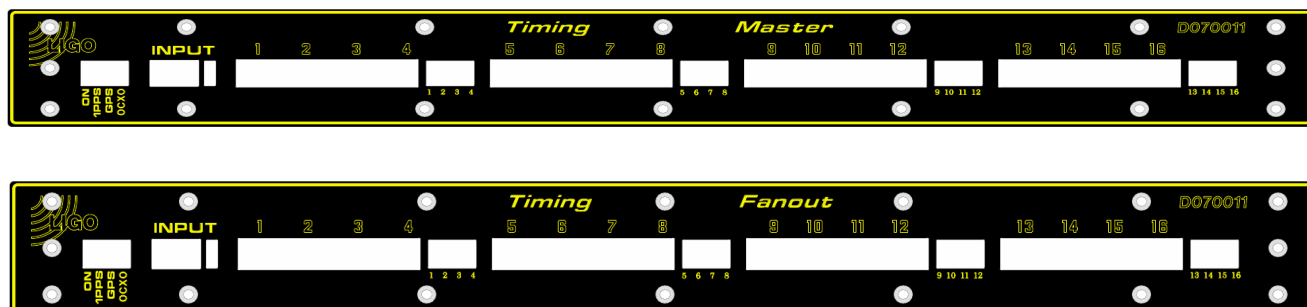 Timing Master D070011
LIGO
INPUT 1 2 3 4 5 6 7 8 9 10 11 12 13 14 15 16
ON
1PPS
GPS
OCXO
1 2 3 4 5 6 7 8 9 10 11 12 13 14 15 16
Timing Fanout D070011
LIGO
INPUT 1 2 3 4 5 6 7 8 9 10 11 12 13 14 15 16
ON
1PPS
GPS
OCXO
1 2 3 4 5 6 7 8 9 10 11 12 13 14 15 16